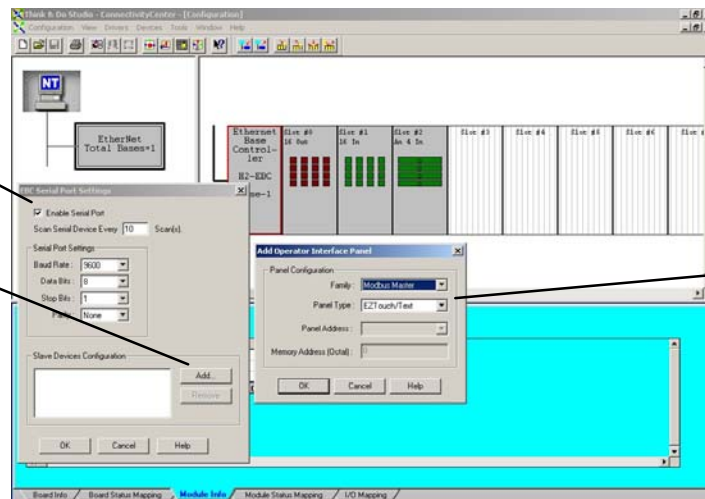 Think & Do Studio - ConnectivityCenter - [Configuration]
Configuration View Drivers Devices Tools Window Help
NT
EtherNet
Total Bases=1
Ethernet
Base
Control-
ler
H2-EBC
Slot #0
16 Out
Slot #1
16 In
Slot #2
An 4 In
Slot #3
Slot #4
Slot #5
Slot #6
EBC Serial Port Settings
Enable Serial Port
Scan Serial Device Every 10 Scan(s).
Serial Port Settings
Baud Rate: 9600
Data Bits: 8
Stop Bits: 1
None
Slave Devices Configuration
Add...
Remove
OK Cancel Help
Add Operator Interface Panel
Panel Configuration
Family: Modbus Master
Panel Type: EZTouch/Text
Panel Address:
Memory Address (Octal): 0
OK Cancel Help
Board Info / Board Status Mapping / Module Info / Module Status Mapping / I/O Mapping